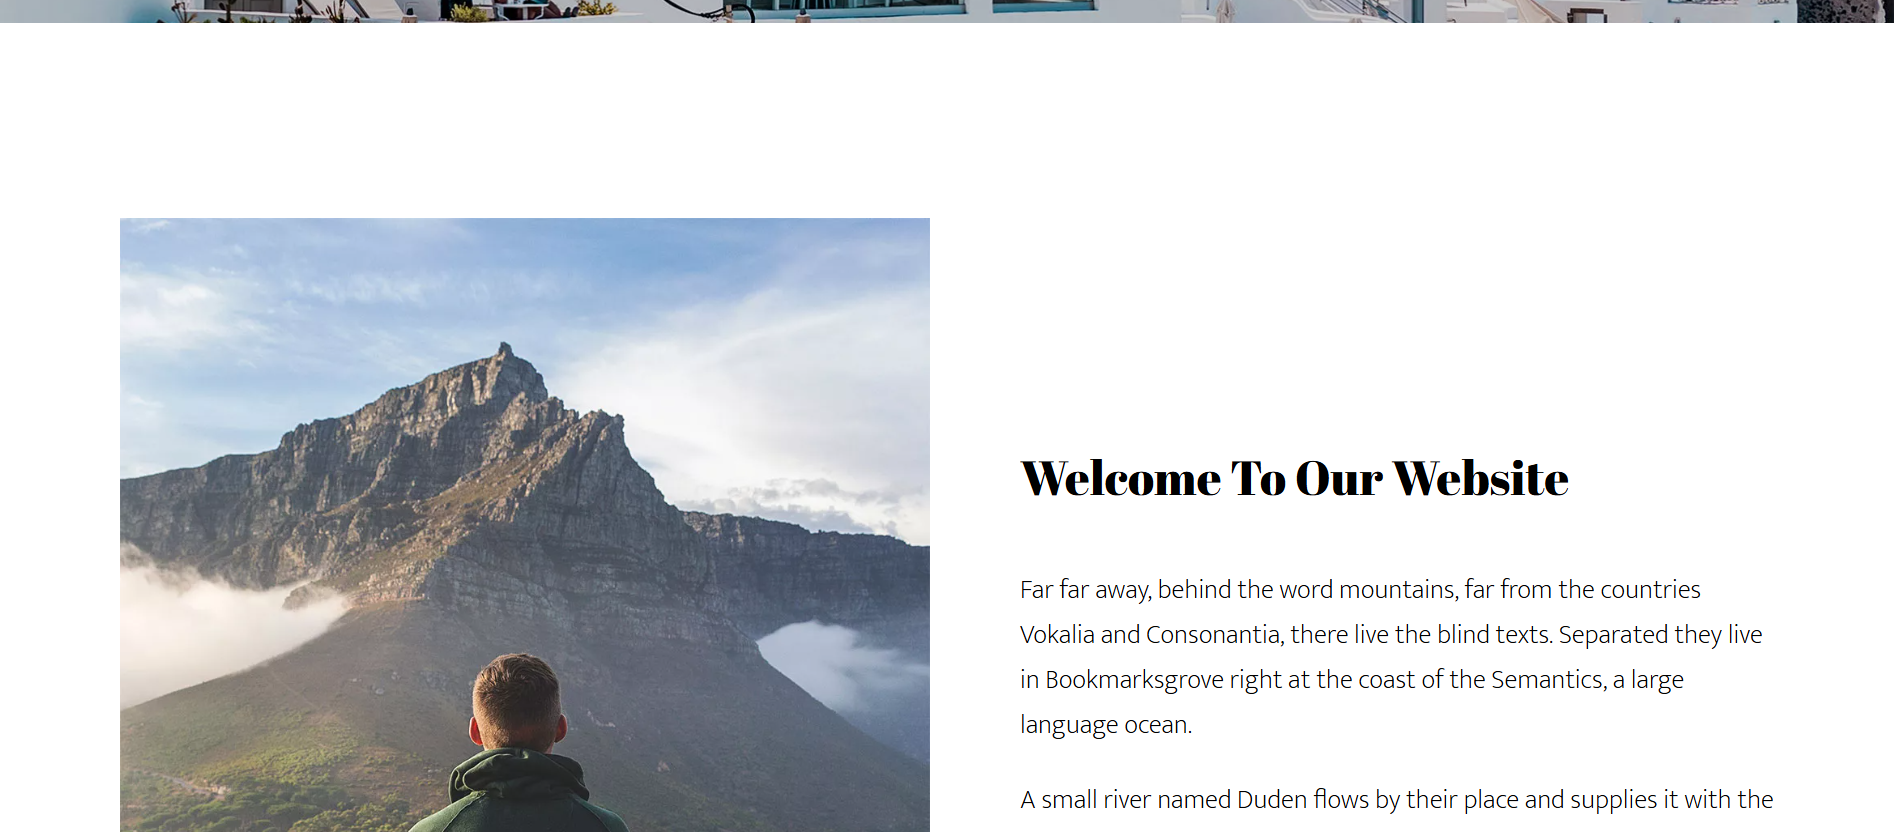 Welcome To Our Website
Far far away, behind the word mountains, far from the countries
Vokalia and Consonantia, there live the blind texts. Separated they live
in Bookmarksgrove right at the coast of the Semantics, a large
language ocean.
A small river named Duden flows by their place and supplies it with the